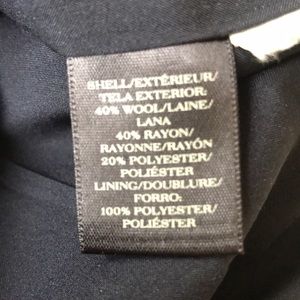 SHELL/EXTÉRIEUR/
TELA EXTERIOR:
40% WOOL/LAINE/
LANA
40% RAYON/
RAYONNE/RAYÓN
20% POLYESTER/
POLIÉSTER
LINING/DOUBLURE/
FORRO:
100% POLYESTER/
POLIÉSTER